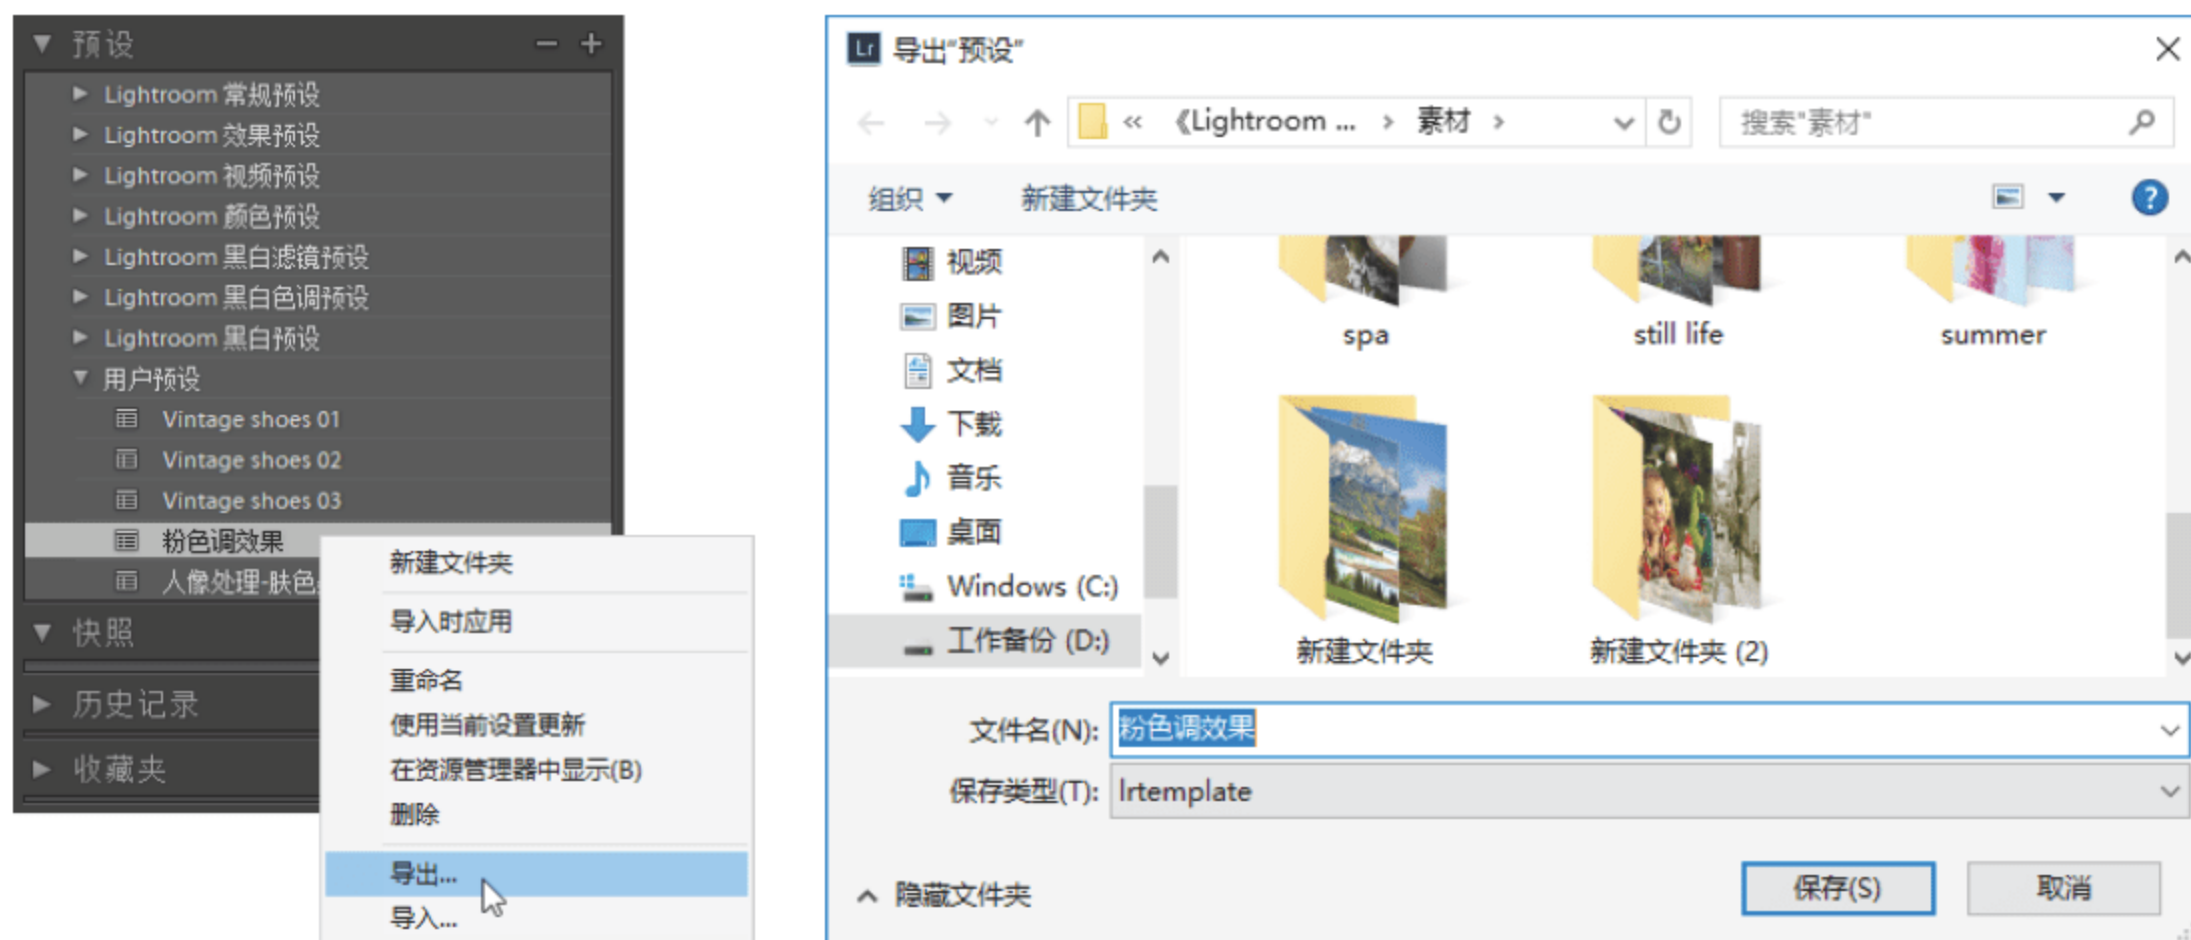 预设
Lightroom 常规预设
Lightroom 效果预设
Lightroom 视频预设
Lightroom 颜色预设
Lightroom 黑白滤镜预设
Lightroom 黑白色调预设
Lightroom 黑白预设
用户预设
Vintage shoes 01
Vintage shoes 02
Vintage shoes 03
粉色调效果
人像处理-肤色
快照
历史记录
收藏夹
新建文件夹
导入时应用
重命名
使用当前设置更新
在资源管理器中显示(B)
删除
导出...
导入...
Lr 导出“预设”
« 《Lightroom ... › 素材 ›
搜索"素材"
组织
新建文件夹
视频
图片
文档
下载
音乐
桌面
Windows (C:)
工作备份 (D:)
spa
still life
summer
新建文件夹
新建文件夹 (2)
文件名(N): 粉色调效果
保存类型(T): lrtemplate
隐藏文件夹
保存(S)
取消